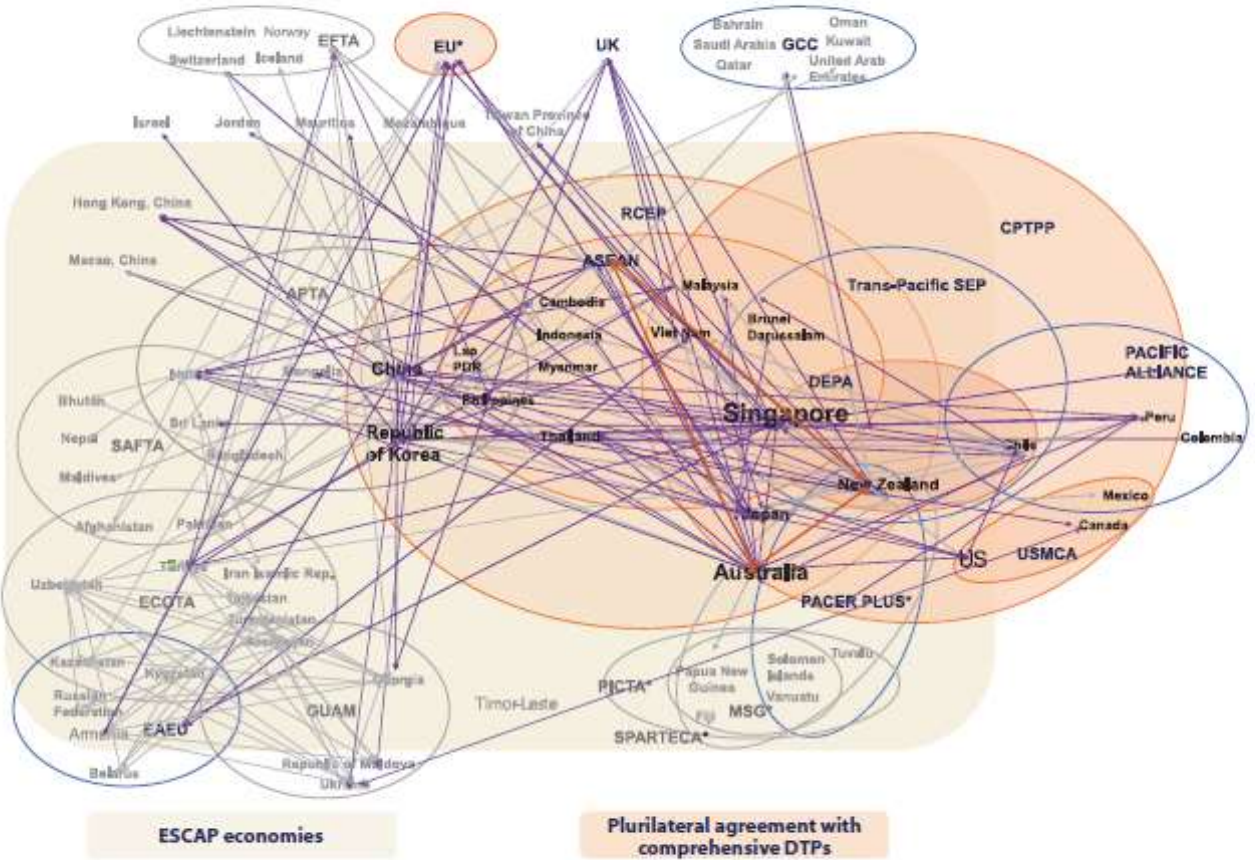 Liechtenstein Norway
EFTA
Switzerland Iceland
EU*
UK
Bahrain
Oman
Saudi Arabia GCC Kuwait
Qatar
United Arab
Emirates
Israel
Jordan
Mauritius
Mozambique
Taiwan Province
of China
Hong Kong, China
Macao, China
RCEP
CPTPP
ASEAN
APTA
Malaysia
Trans-Pacific SEP
Cambodia
Indonesia
Viet Nam
Brunei
Darussalam
Lao
PDR
Myanmar
China
Mongolia
PACIFIC
ALLIANCE
DEPA
Bhutan
Philippines
Singapore
Peru
Sri Lanka
Nepal
SAFTA
Bangladesh
Republic
of Korea
Thailand
Chile
Colombia
Maldives
New Zealand
Mexico
Afghanistan
Pakistan
Japan
Canada
US
USMCA
Türkiye
Iran Islamic Rep.
Australia
Uzbekistan
ECOTA
Tajikistan
Turkmenistan
PACER PLUS*
Kazakhstan
Kyrgyzstan
Georgia
Russian
Federation
GUAM
Timor-Leste
PICTA*
Papua New
Guinea
Solomon
Islands
Tuvalu
Vanuatu
Fiji
MSG*
Armenia
EAEU
SPARTECA*
Belarus
Republic of Moldova
Ukraine
ESCAP economies
Plurilateral agreement with
comprehensive DTPs